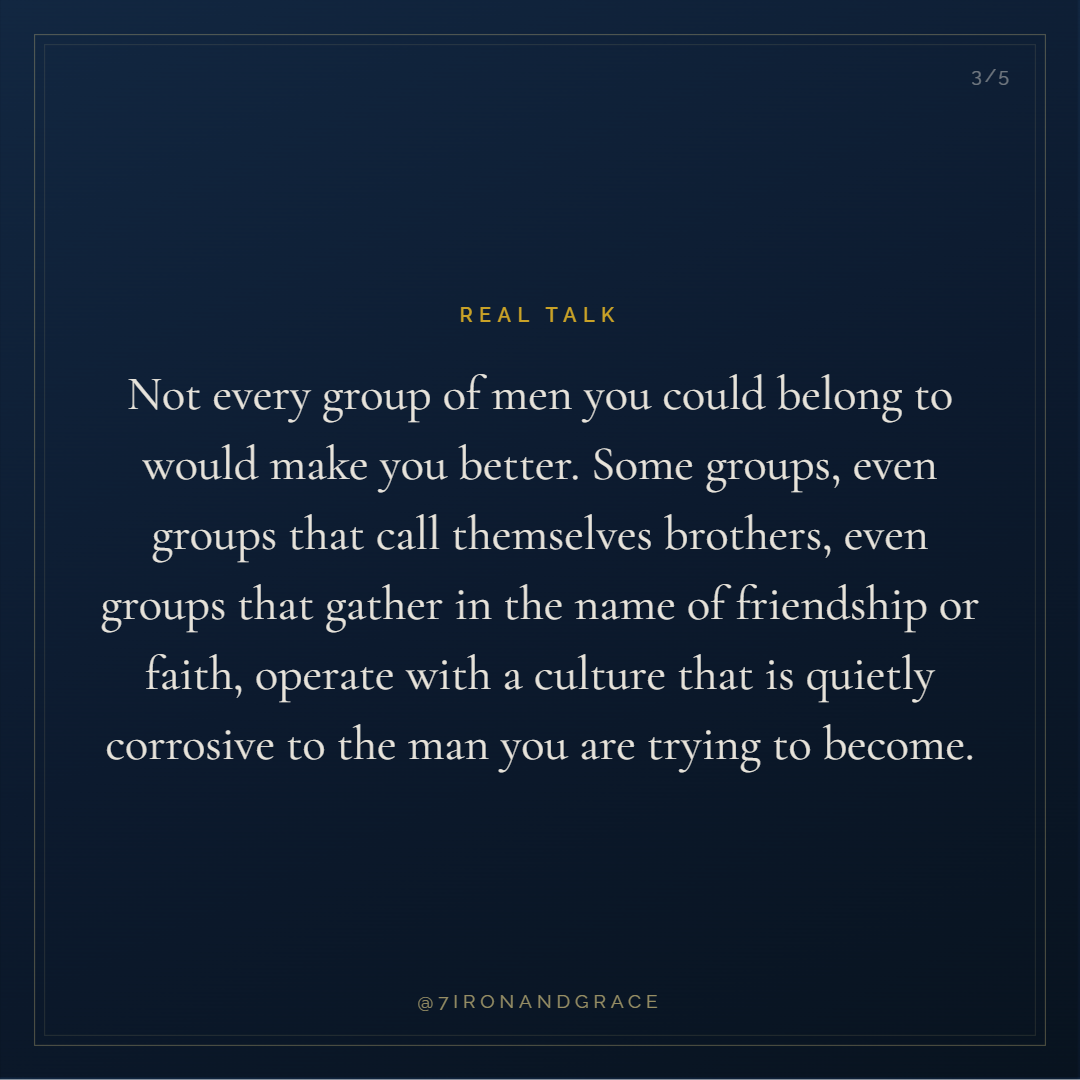 3/5
REAL TALK
Not every group of men you could belong to
would make you better. Some groups, even
groups that call themselves brothers, even
groups that gather in the name of friendship or
faith, operate with a culture that is quietly
corrosive to the man you are trying to become.
@7IRONANDGRACE